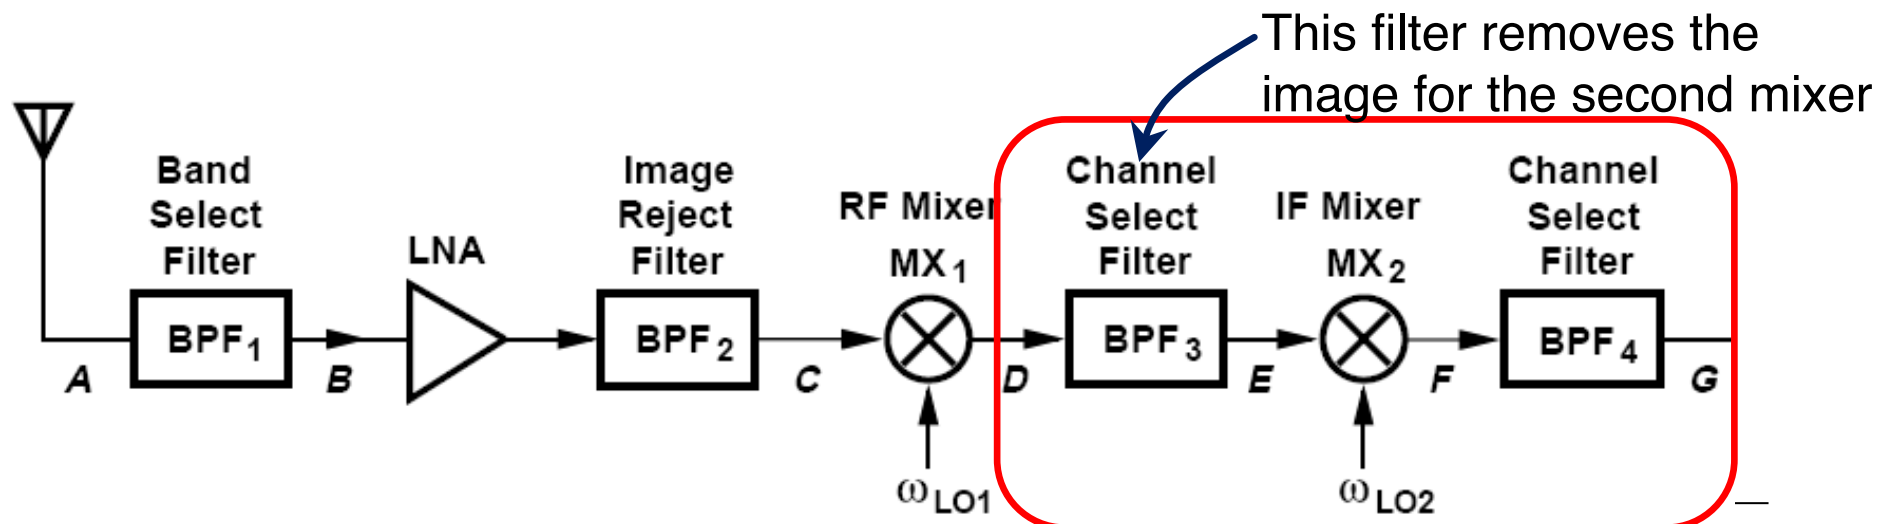 This filter removes the
image for the second mixer
Band
Select
Filter
LNA
Image
Reject
Filter
RF Mixer
MX1
Channel
Select
Filter
IF Mixer
MX2
Channel
Select
Filter
BPF1
BPF2
BPF3
BPF4
A
B
C
D
E
F
G
ωLO1
ωLO2